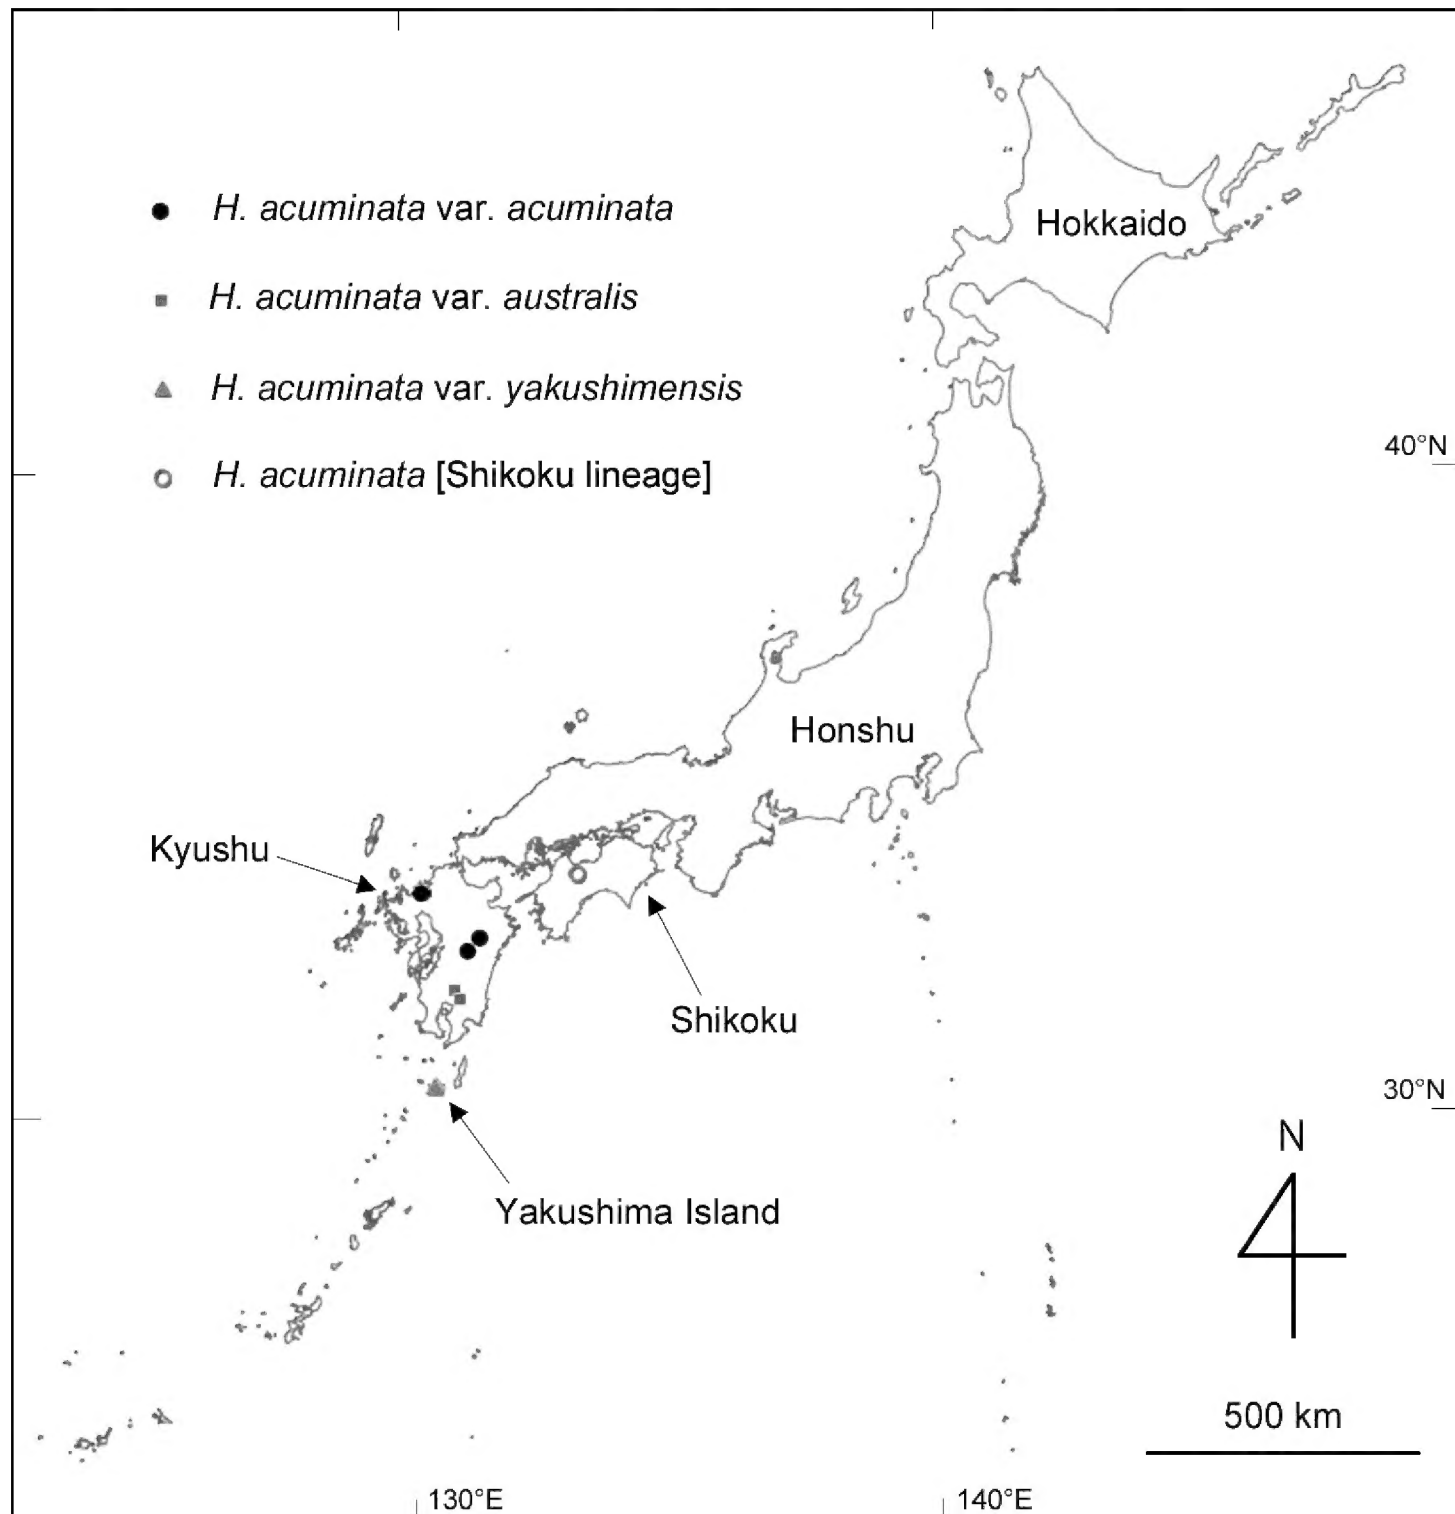 H. acuminata var. acuminata
H. acuminata var. australis
H. acuminata var. yakushimensis
H. acuminata [Shikoku lineage]
Hokkaido
40°N
Honshu
Kyushu
Shikoku
30°N
N
Yakushima Island
500 km
130°E
140°E